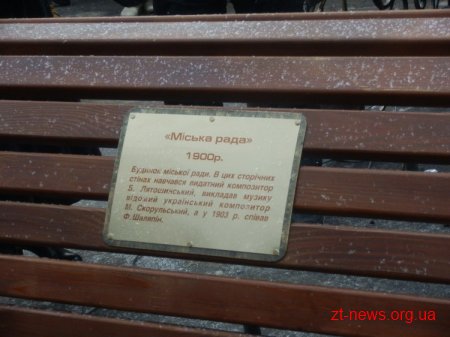 «Міська рада»
1900р.
Будинок міської ради. В цих сторічних
стінах навчався видатний композитор
Б. Лятошинський, викладав музику
відомий український композитор
М. Скорульський, а у 1903 р. співав
Ф.Шаляпін.
zt-news.org.ua